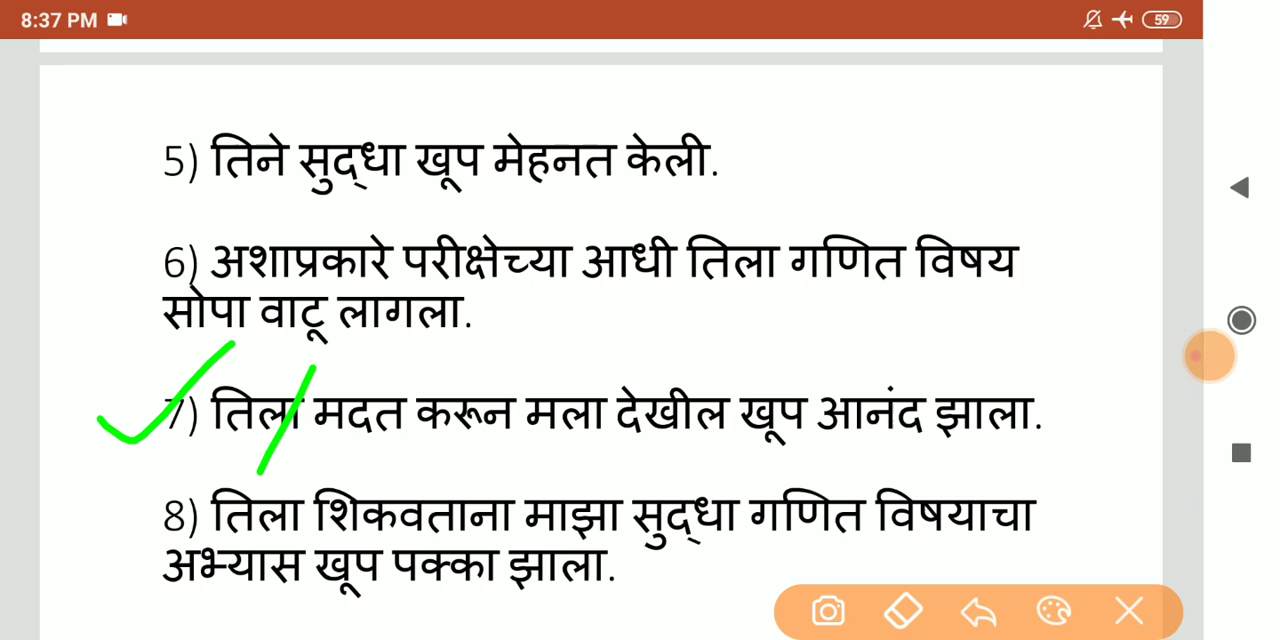 8:37 PM
59
5) तिने सुद्धा खूप मेहनत केली.
6) अशाप्रकारे परीक्षेच्या आधी तिला गणित विषय
सोपा वाटू लागला.
7) तिला मदत करून मला देखील खूप आनंद झाला.
8) तिला शिकवताना माझा सुद्धा गणित विषयाचा
अभ्यास खूप पक्का झाला.